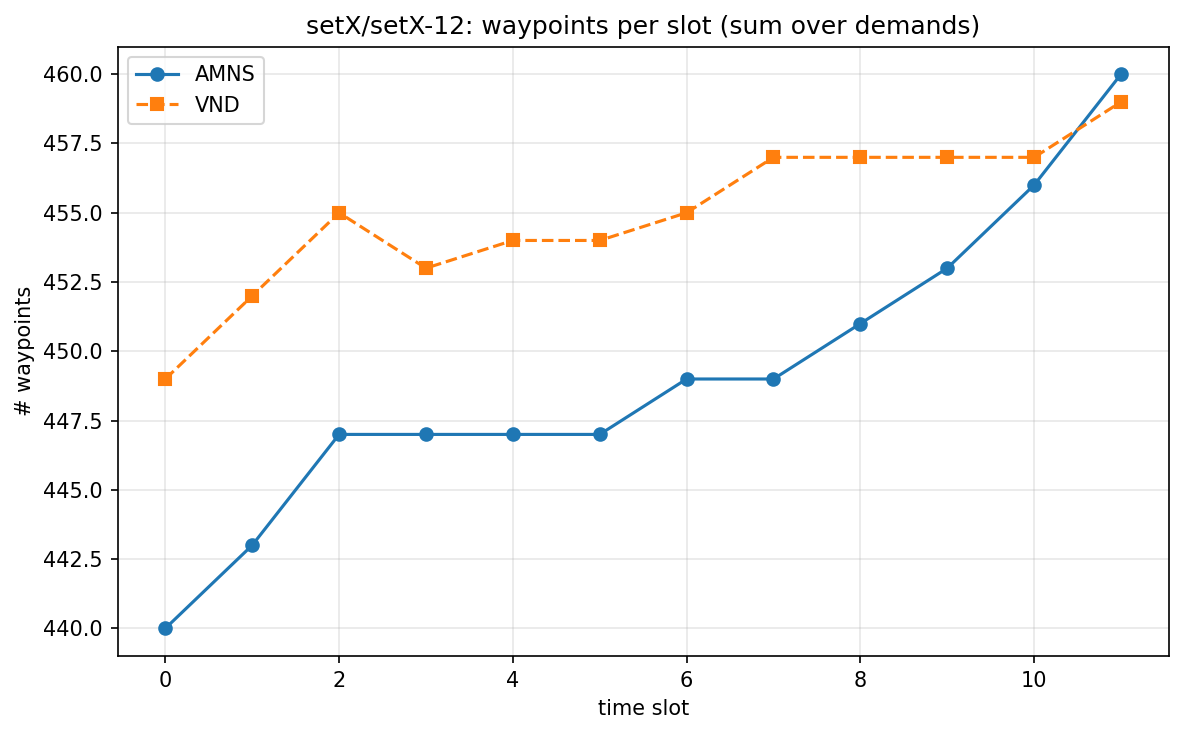 setX/setX-12: waypoints per slot (sum over demands)
AMNS
VND
# waypoints
460.0
457.5
455.0
452.5
450.0
447.5
445.0
442.5
440.0
0 2 4 6 8 10
time slot